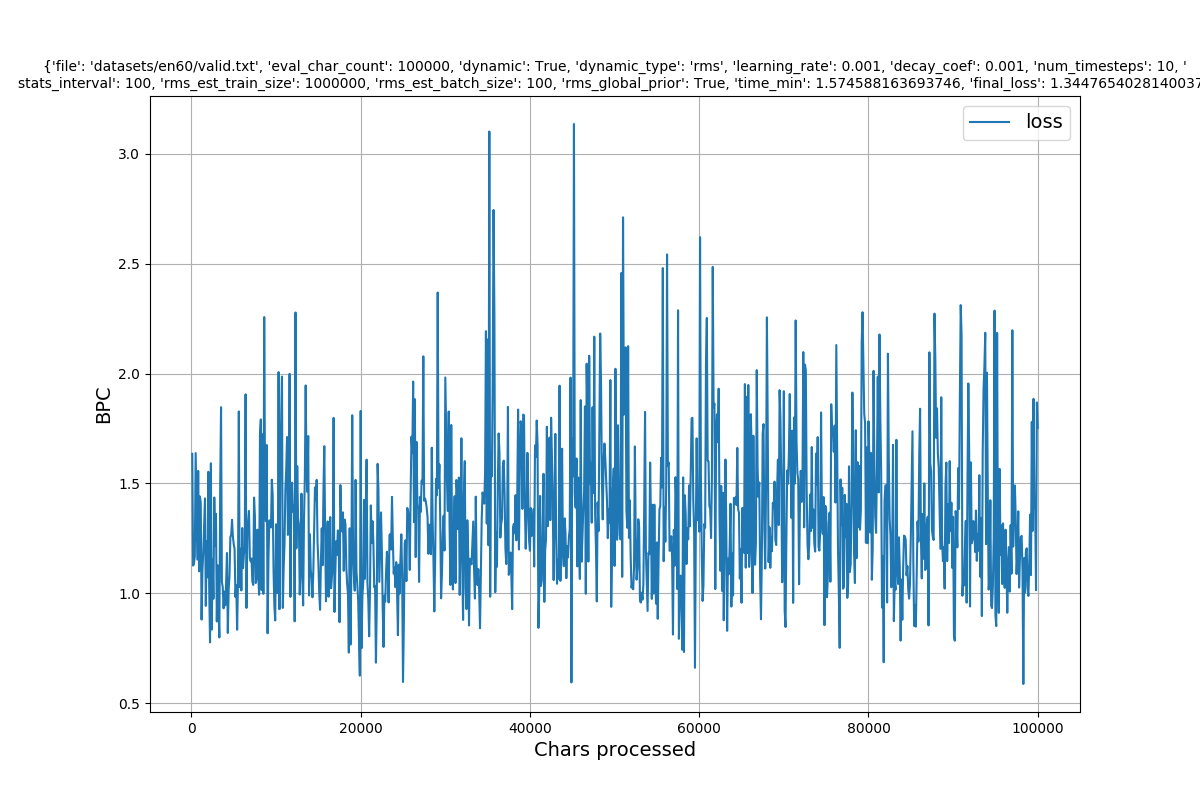 {'file': 'datasets/en60/valid.txt', 'eval_char_count': 100000, 'dynamic': True, 'dynamic_type': 'rms', 'learning_rate': 0.001, 'decay_coef': 0.001, 'num_timesteps': 10, '
stats_interval': 100, 'rms_est_train_size': 1000000, 'rms_est_batch_size': 100, 'rms_global_prior': True, 'time_min': 1.574588163693746, 'final_loss': 1.3447654028140037
loss
3.0
2.5
2.0
1.5
1.0
0.5
BPC
0 20000 40000 60000 80000 100000
Chars processed